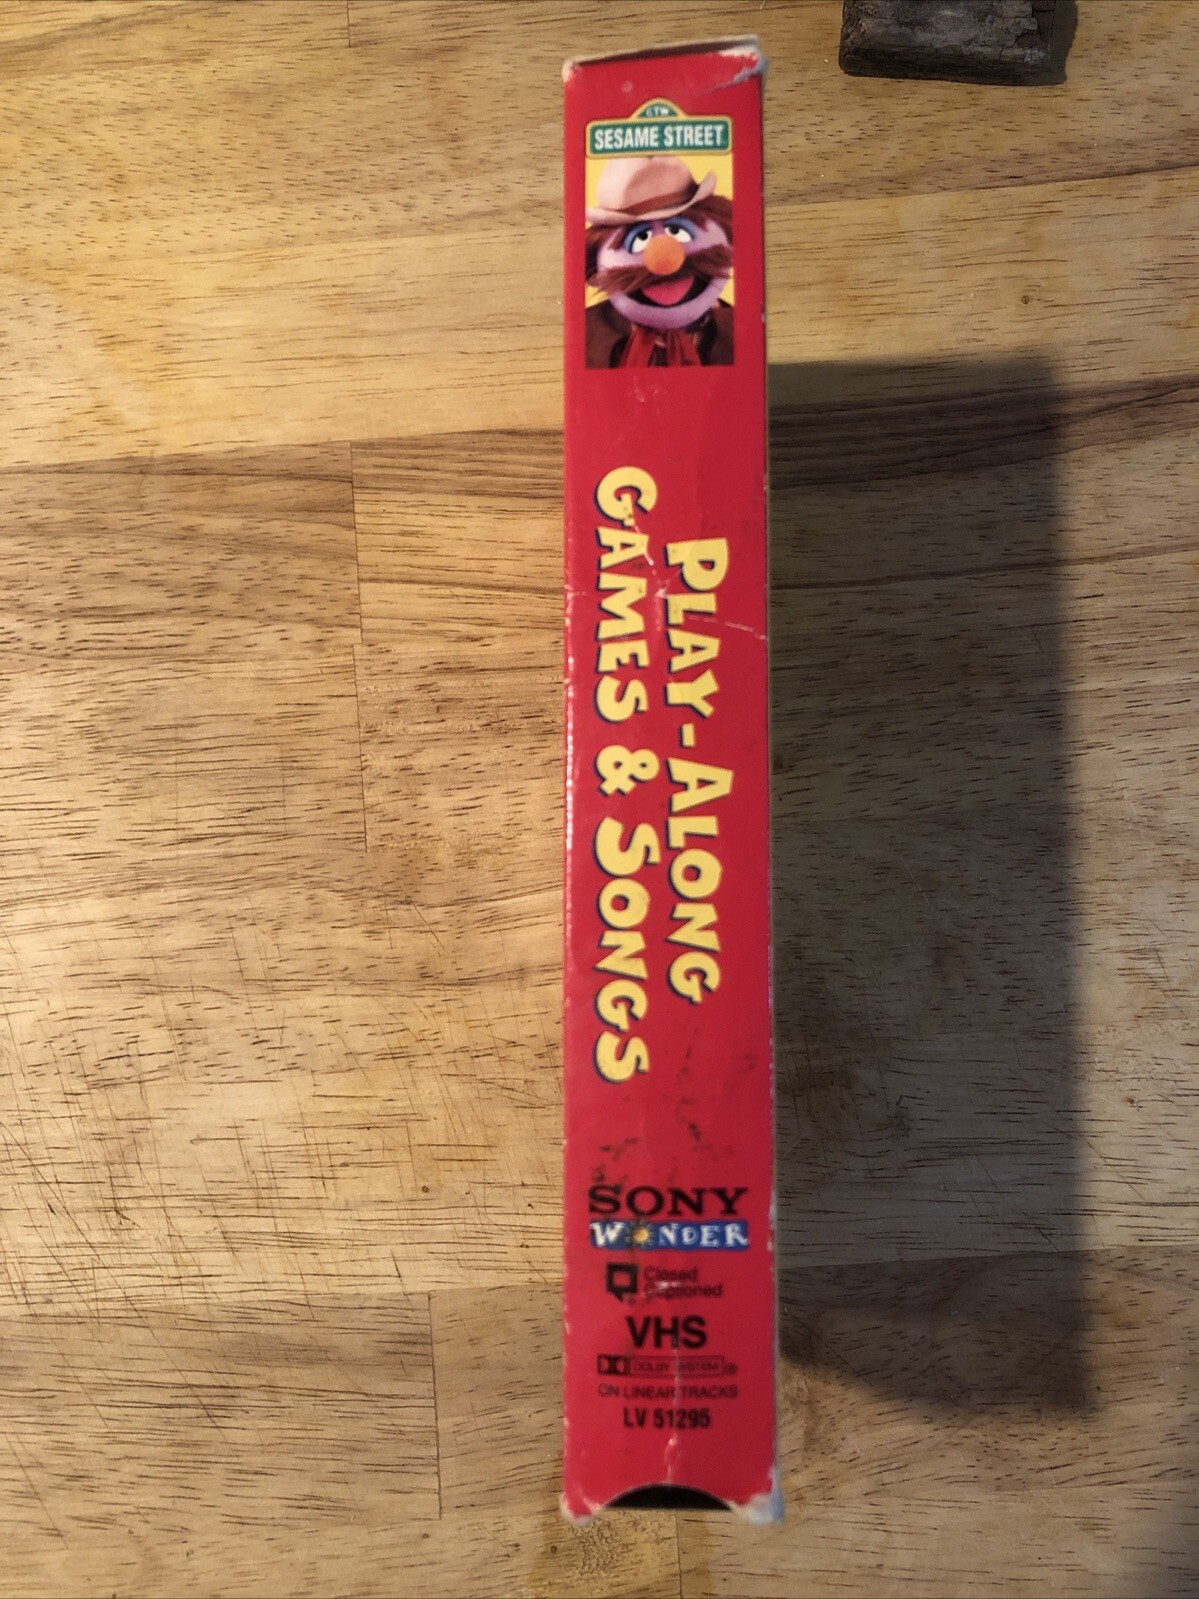 CTW
SESAME STREET
PLAY-ALONG
GAMES & SONGS
SONY
WONDER
Closed
Captioned
VHS
DOLBY SYSTEM ®
ON LINEAR TRACKS
LV 51295